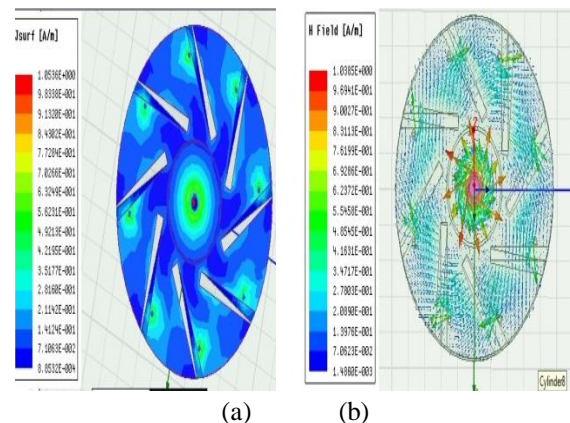 Jsurf [A/m]
1.0536E+000
9.8338E-001
9.1320E-001
8.4302E-001
7.7284E-001
7.0266E-001
6.3249E-001
5.6231E-001
4.9213E-001
4.2195E-001
3.5177E-001
2.8160E-001
2.1142E-001
1.4124E-001
7.1063E-002
8.8532E-004
H Field [A/m]
1.0385E+000
9.6941E-001
9.0027E-001
8.3113E-001
7.6199E-001
6.9286E-001
6.2372E-001
5.5458E-001
4.8545E-001
4.1631E-001
3.4717E-001
2.7803E-001
2.0890E-001
1.3976E-001
7.0623E-002
1.4860E-003
Cylinder8
(a) (b)